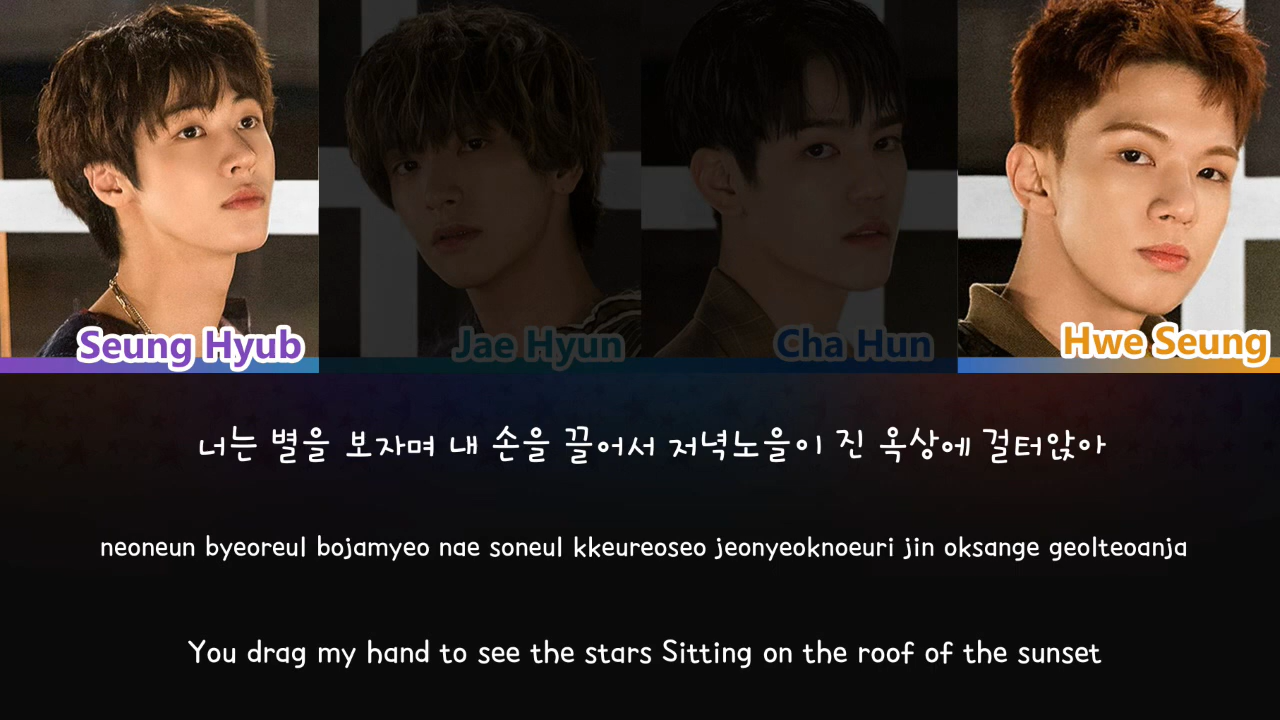 Seung Hyub
Jae Hyun
Cha Hun
Hwe Seung
너는 별을 보자며 내 손을 끌어서 저녁노을이 진 옥상에 걸터앉아
neoneun byeoreul bojamyeo nae soneul kkeureoseo jeonyeoknoeuri jin oksange geolteoanja
You drag my hand to see the stars Sitting on the roof of the sunset